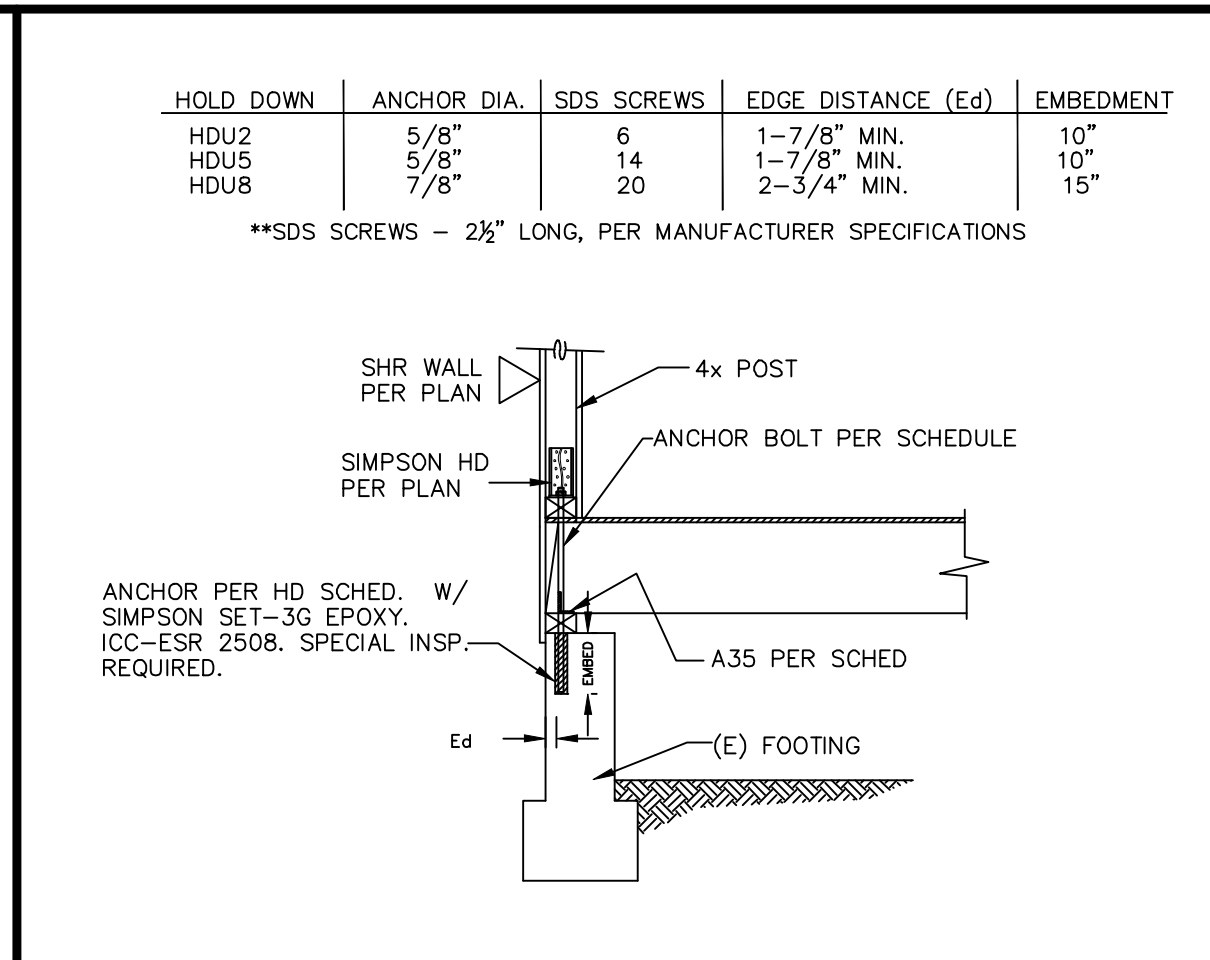 HOLD DOWN ANCHOR DIA. SDS SCREWS EDGE DISTANCE (Ed) EMBEDMENT
HDU2 5/8" 6 1-7/8" MIN. 10"
HDU5 5/8" 14 1-7/8" MIN. 10"
HDU8 7/8" 20 2-3/4" MIN. 15"
**SDS SCREWS - 2½" LONG, PER MANUFACTURER SPECIFICATIONS
SHR WALL
PER PLAN
4x POST
ANCHOR BOLT PER SCHEDULE
SIMPSON HD
PER PLAN
ANCHOR PER HD SCHED. W/
SIMPSON SET-3G EPOXY.
ICC-ESR 2508. SPECIAL INSP.
REQUIRED.
EMBED
A35 PER SCHED
Ed
(E) FOOTING